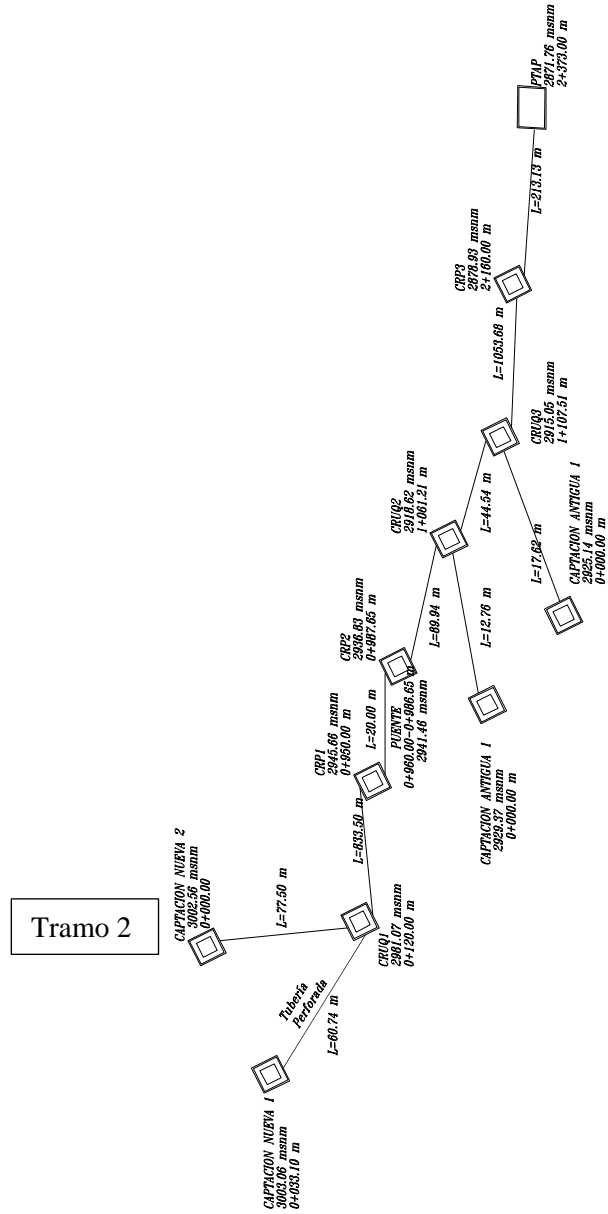 Tramo 2
CAPTACION NUEVA 1
3003.06 msnm
0+033.10 m
Tubería
Perforada
L=60.74 m
CAPTACION NUEVA 2
3002.56 msnm
0+000.00
L=77.50 m
CRUQ1
2981.07 msnm
0+120.00 m
L=833.50 m
CRP1
2945.66 msnm
0+950.00 m
L=20.00 m
PUENTE
0+960.00-0+986.65 m
2941.46 msnm
CRP2
2936.83 msnm
0+987.65 m
L=89.94 m
CAPTACION ANTIGUA 1
2929.37 msnm
0+000.00 m
L=12.76 m
CRUQ2
2918.62 msnm
1+061.21 m
L=44.54 m
CAPTACION ANTIGUA 1
2925.14 msnm
0+000.00 m
L=17.62 m
CRUQ3
2915.05 msnm
1+107.51 m
L=1053.68 m
CRP3
2878.93 msnm
2+160.00 m
L=213.13 m
PTAP
2871.76 msnm
2+373.00 m